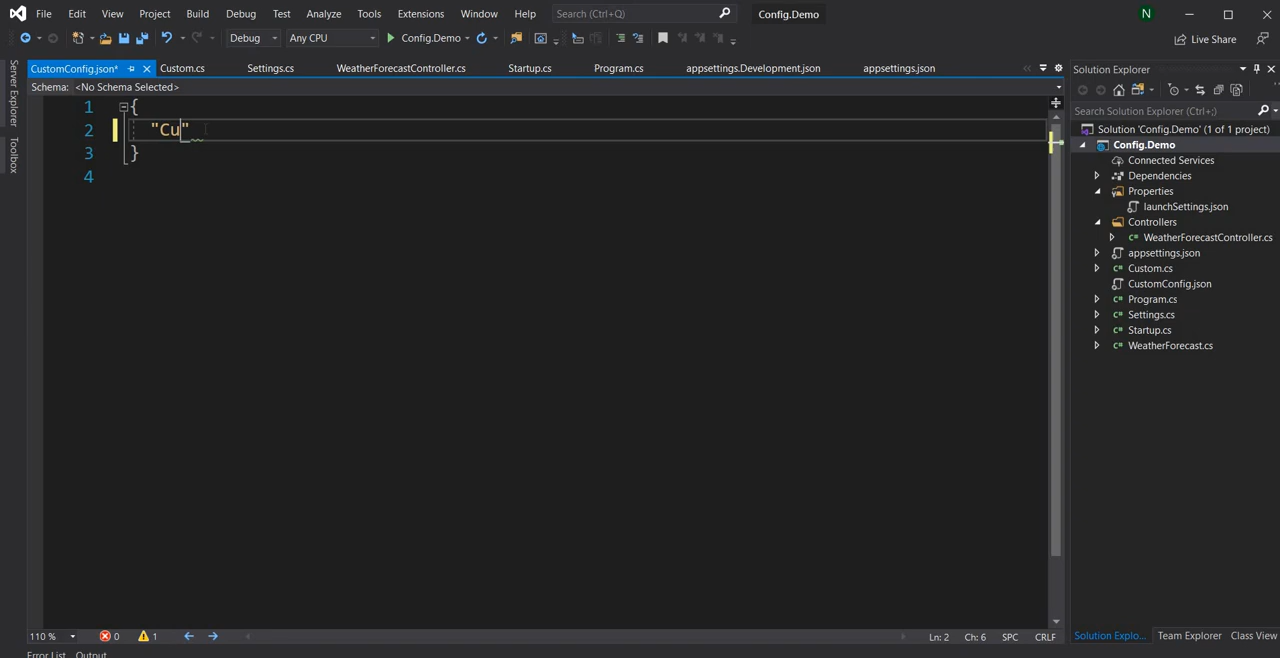 File Edit View Project Build Debug Test Analyze Tools Extensions Window Help Search (Ctrl+Q) Config.Demo N
Debug Any CPU Config.Demo Live Share
Server Explorer
Toolbox
CustomConfig.json* Custom.cs Settings.cs WeatherForecastController.cs Startup.cs Program.cs appsettings.Development.json appsettings.json
Schema: <No Schema Selected>
1 {
2 "Cu"
3 }
4
110 % 0 1 Ln: 2 Ch: 6 SPC CRLF
Error List Output
Solution Explorer
Search Solution Explorer (Ctrl+;)
Solution 'Config.Demo' (1 of 1 project)
Config.Demo
Connected Services
Dependencies
Properties
launchSettings.json
Controllers
C# WeatherForecastController.cs
appsettings.json
C# Custom.cs
CustomConfig.json
C# Program.cs
C# Settings.cs
C# Startup.cs
C# WeatherForecast.cs
Solution Explo... Team Explorer Class View